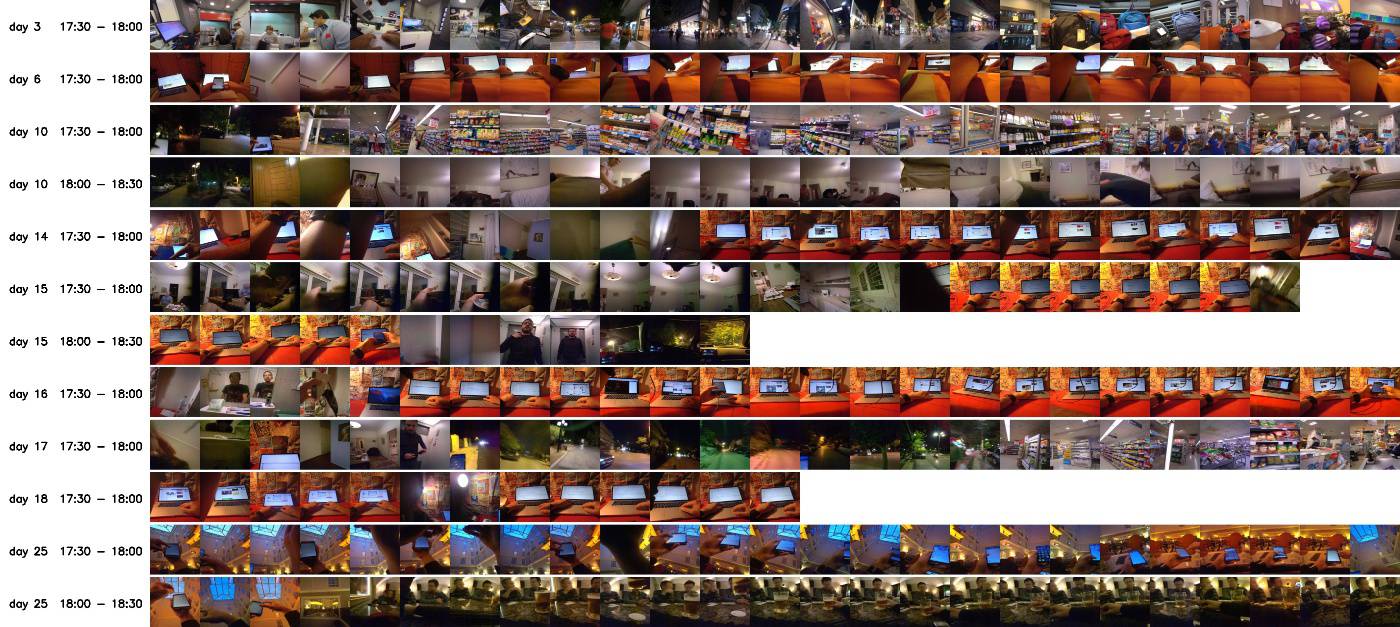 day 3 17:30 – 18:00
day 6 17:30 – 18:00
day 10 17:30 – 18:00
day 10 18:00 – 18:30
day 14 17:30 – 18:00
day 15 17:30 – 18:00
day 15 18:00 – 18:30
day 16 17:30 – 18:00
day 17 17:30 – 18:00
day 18 17:30 – 18:00
day 25 17:30 – 18:00
day 25 18:00 – 18:30